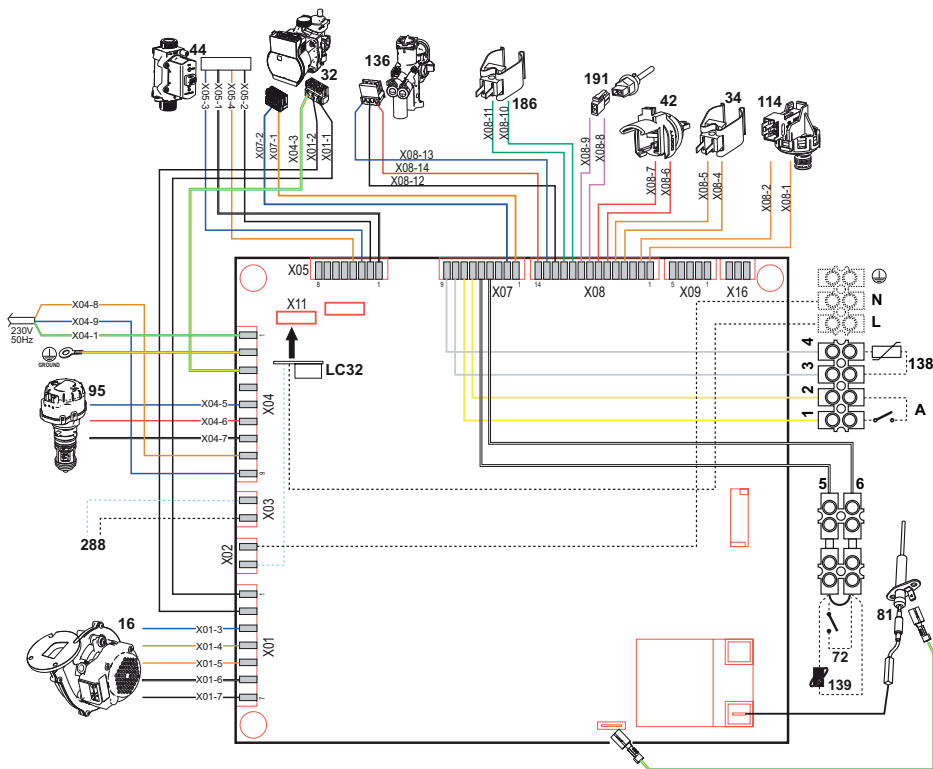 44
32
136
186
191
42
34
114
X05-3
X05-1
X05-4
X05-2
X07-2
X07-1
X04-3
X01-2
X01-1
X08-13
X08-14
X08-12
X08-11
X08-10
X08-9
X08-8
X08-7
X08-6
X08-5
X08-4
X08-2
X08-1
X05
8
1
9
X07
1
14
X08
1
X09
X16
X11
N
L
X04-8
X04-9
X04-1
230V
50Hz
GROUND
1
LC32
4
3
138
2
1
A
95
X04-5
X04-6
X04-7
X04
9
X03
288
X02
5
6
1
16
X01-3
X01-4
X01-5
X01-6
X01-7
X01
7
81
72
139